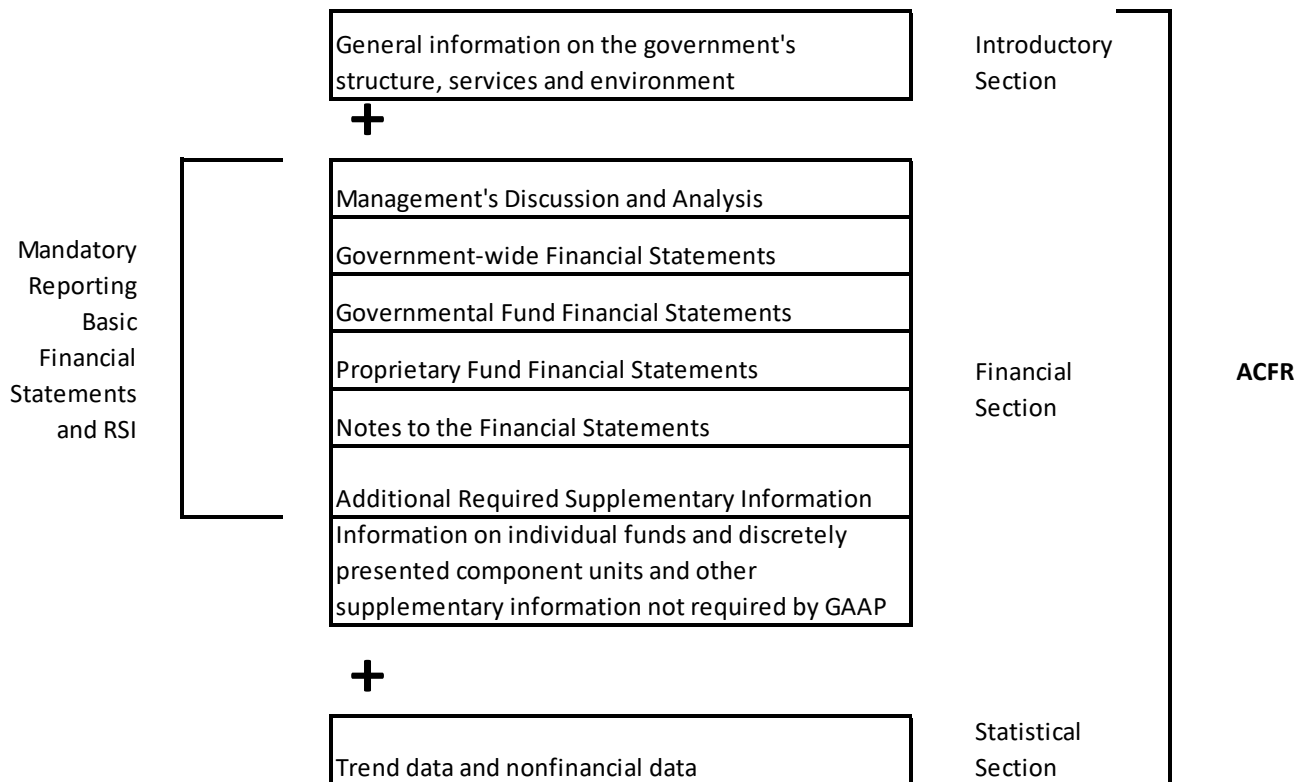 General information on the government's
structure, services and environment
Introductory
Section
+
Mandatory
Reporting
Basic
Financial
Statements
and RSI
Management's Discussion and Analysis
Government-wide Financial Statements
Governmental Fund Financial Statements
Proprietary Fund Financial Statements
Notes to the Financial Statements
Additional Required Supplementary Information
Information on individual funds and discretely
presented component units and other
supplementary information not required by GAAP
Financial
Section
ACFR
+
Trend data and nonfinancial data
Statistical
Section